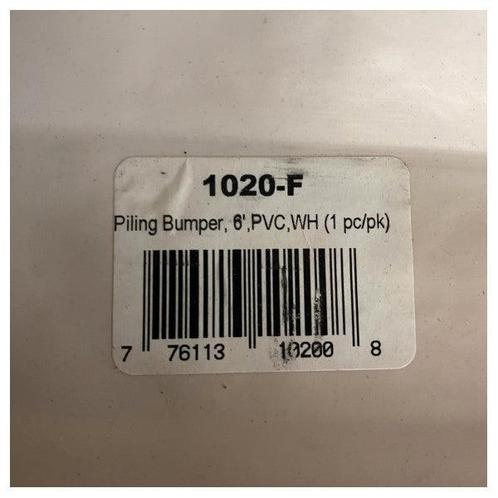 1020-F
Piling Bumper, 6',PVC,WH (1 pc/pk)
7 76113 10200 8